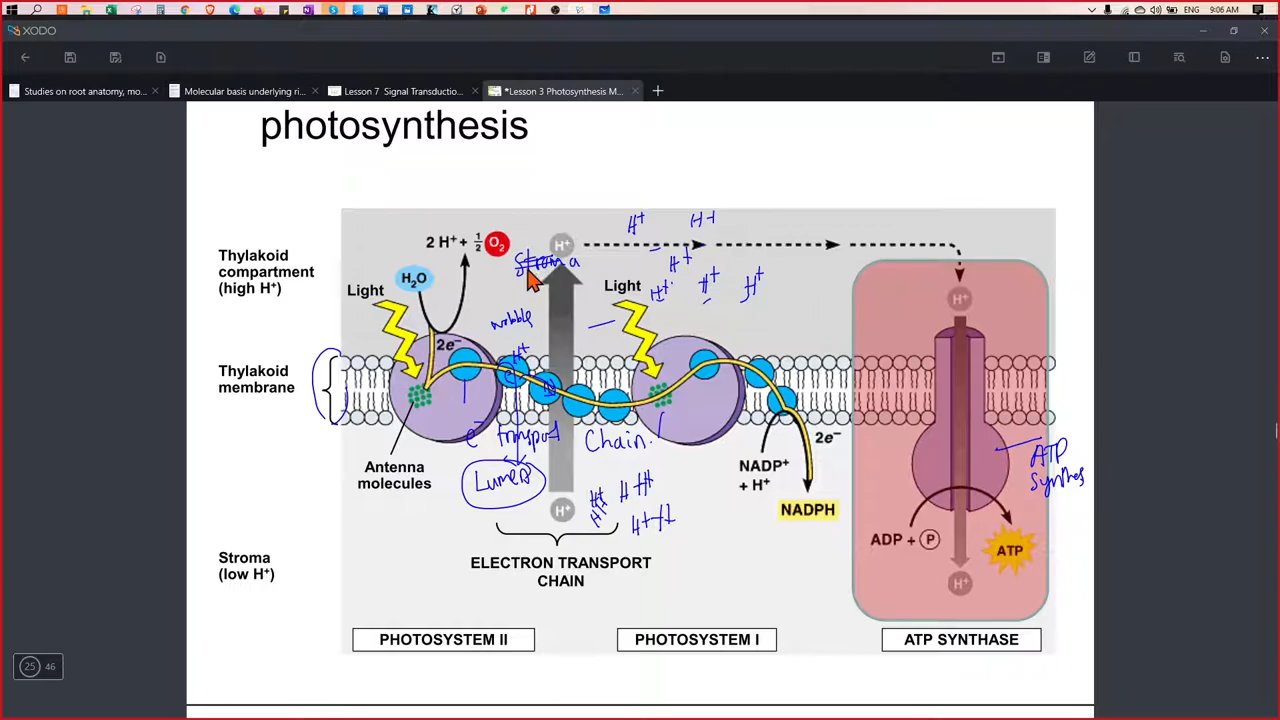 ENG
9:06 AM
XODO
Studies on root anatomy, mo...
Molecular basis underlying ri...
Lesson 7 Signal Transductio...
*Lesson 3 Photosynthesis M...
photosynthesis
Thylakoid
compartment
(high H⁺)
2 H⁺ + ½ O₂
Stroma
H⁺
H⁺
H⁺
H⁺
H⁺
H⁺
H⁺
H₂O
Light
Light
H⁺
2e⁻
H⁺
Thylakoid
membrane
e⁻ transport Chain
Antenna
molecules
Lumen
H⁺
NADP⁺
+ H⁺
2e⁻
NADPH
ATP
ADP + P
ATP
H⁺
Stroma
(low H⁺)
ELECTRON TRANSPORT
CHAIN
PHOTOSYSTEM II
PHOTOSYSTEM I
ATP SYNTHASE
25 46